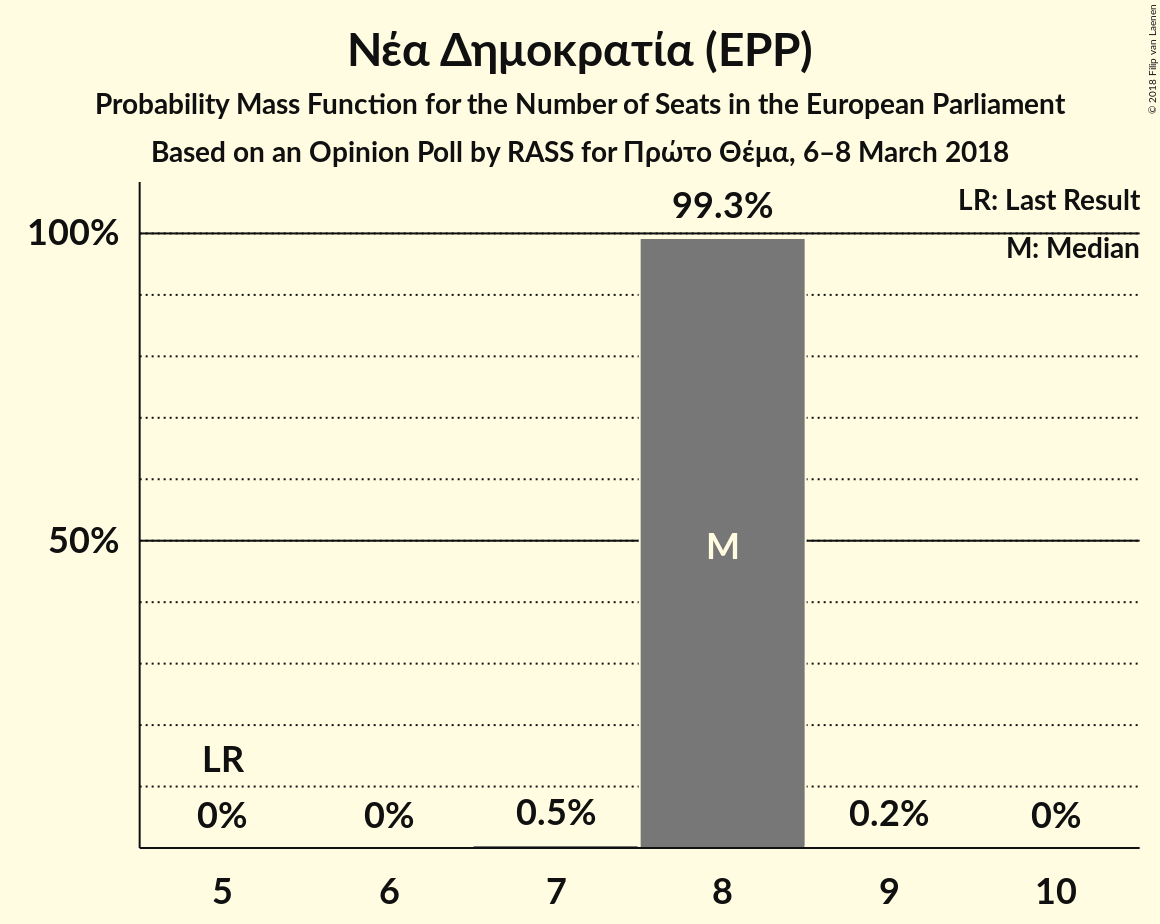 Νέα Δημοκρατία (EPP)
Probability Mass Function for the Number of Seats in the European Parliament
Based on an Opinion Poll by RASS for Πρώτο Θέμα, 6–8 March 2018
© 2018 Filip van Laenen
LR: Last Result
M: Median
99.3%
100%
50%
M
LR
0%
0%
0.5%
0.2%
0%
5
6
7
8
9
10